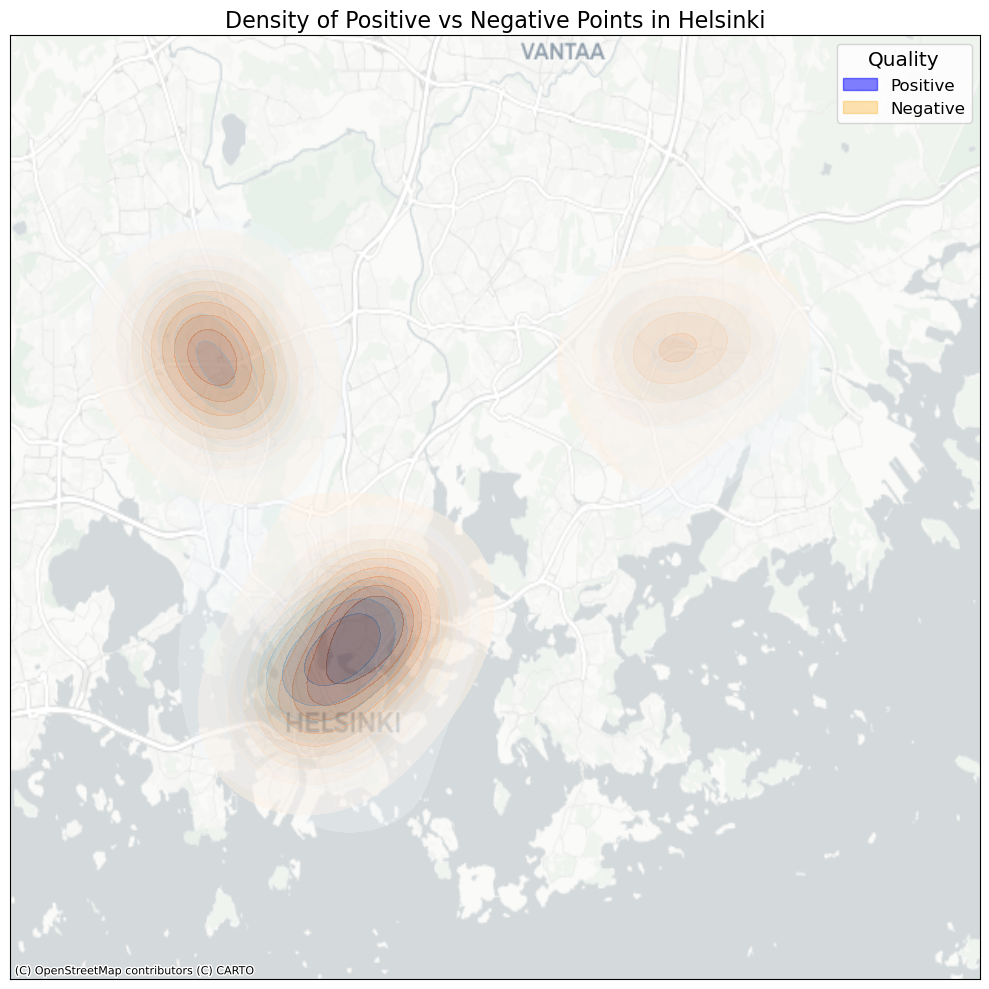 Density of Positive vs Negative Points in Helsinki
VANTAA
Quality
Positive
Negative
HELSINKI
(C) OpenStreetMap contributors (C) CARTO